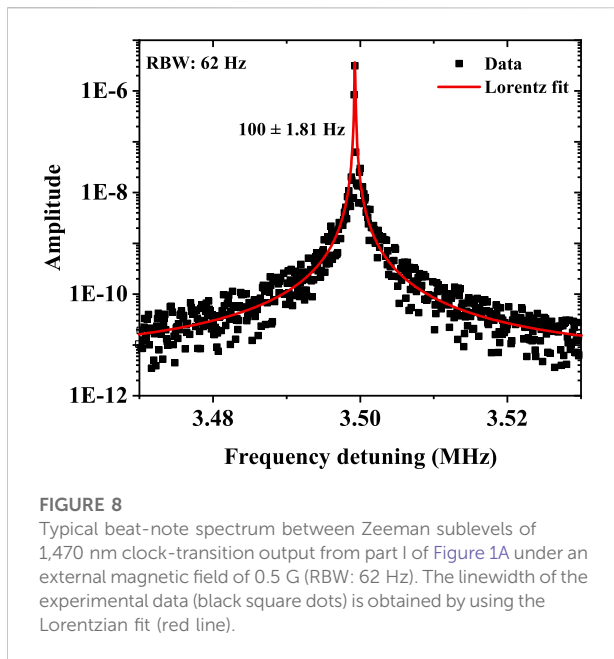 RBW: 62 Hz
Data
Lorentz fit
100 ± 1.81 Hz
1E-6
1E-8
1E-10
1E-12
Amplitude
3.48
3.50
3.52
Frequency detuning (MHz)
FIGURE 8
Typical beat-note spectrum between Zeeman sublevels of
1,470 nm clock-transition output from part I of Figure 1A under an
external magnetic field of 0.5 G (RBW: 62 Hz). The linewidth of the
experimental data (black square dots) is obtained by using the
Lorentzian fit (red line).